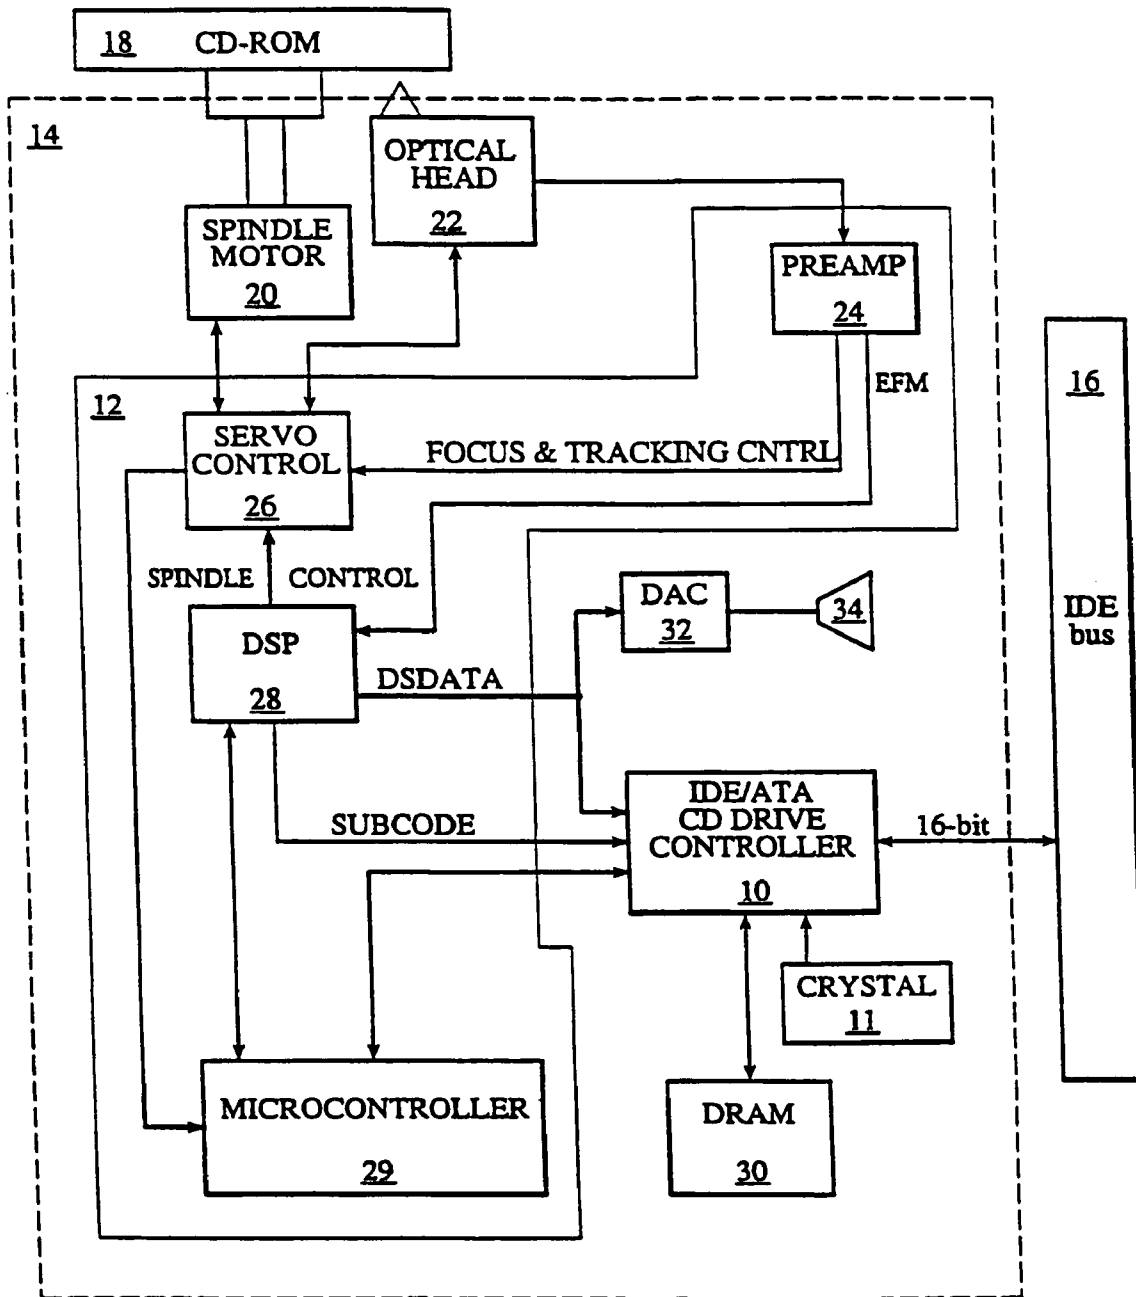 18 CD-ROM
14
OPTICAL
HEAD
22
SPINDLE
MOTOR
20
PREAMP
24
EFM
16
12
SERVO
CONTROL
26
FOCUS & TRACKING CNTRL
SPINDLE CONTROL
DAC
32
34
IDE
bus
DSP
28
DSDATA
IDE/ATA
CD DRIVE
CONTROLLER
10
SUBCODE
16-bit
CRYSTAL
11
MICROCONTROLLER
29
DRAM
30